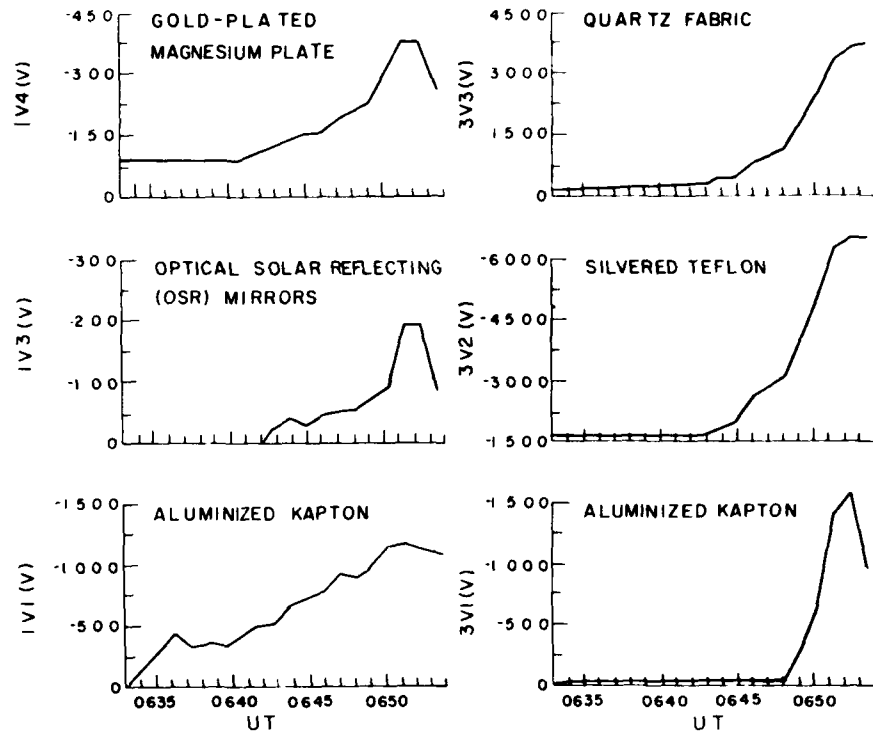 GOLD-PLATED
MAGNESIUM PLATE
-450
-300
-150
0
1V4(V)
QUARTZ FABRIC
4500
3000
1500
0
3V3(V)
OPTICAL SOLAR REFLECTING
(OSR) MIRRORS
-300
-200
-100
0
1V3(V)
SILVERED TEFLON
-6000
-4500
-3000
-1500
3V2(V)
ALUMINIZED KAPTON
-1500
-1000
-500
0
1V1(V)
0635 0640 0645 0650
UT
ALUMINIZED KAPTON
-1500
-1000
-500
0
3V1(V)
0635 0640 0645 0650
UT